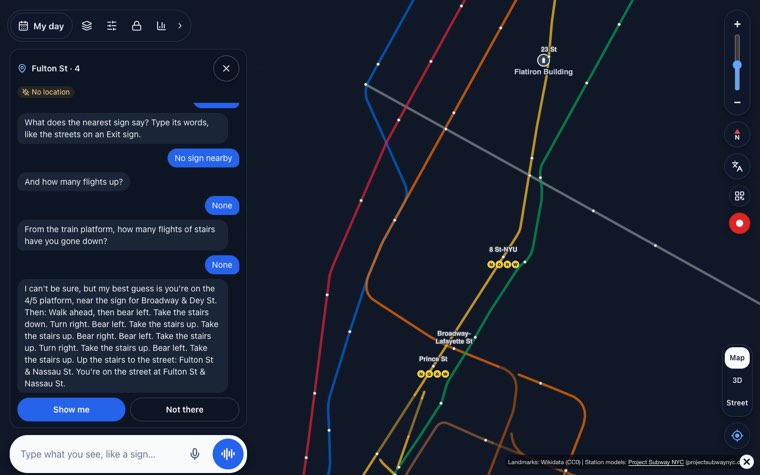 My day
Fulton St · 4
No location
What does the nearest sign say? Type its words,
like the streets on an Exit sign.
No sign nearby
And how many flights up?
None
From the train platform, how many flights of stairs
have you gone down?
None
I can't be sure, but my best guess is you're on the
4/5 platform, near the sign for Broadway & Dey St.
Then: Walk ahead, then bear left. Take the stairs
down. Turn right. Bear left. Take the stairs up. Take
the stairs up. Bear right. Bear left. Take the stairs
up. Turn right. Take the stairs up. Bear left. Take
the stairs up. Up the stairs to the street: Fulton St
& Nassau St. You're on the street at Fulton St &
Nassau St.
Show me
Not there
Type what you see, like a sign...
23 St
Flatiron Building
8 St-NYU
N Q R W
Broadway-
Lafayette St
Prince St
N Q R W
N
Map
3D
Street
Landmarks: Wikidata (CC0) | Station models: Project Subway NYC (projectsubwaynyc.c